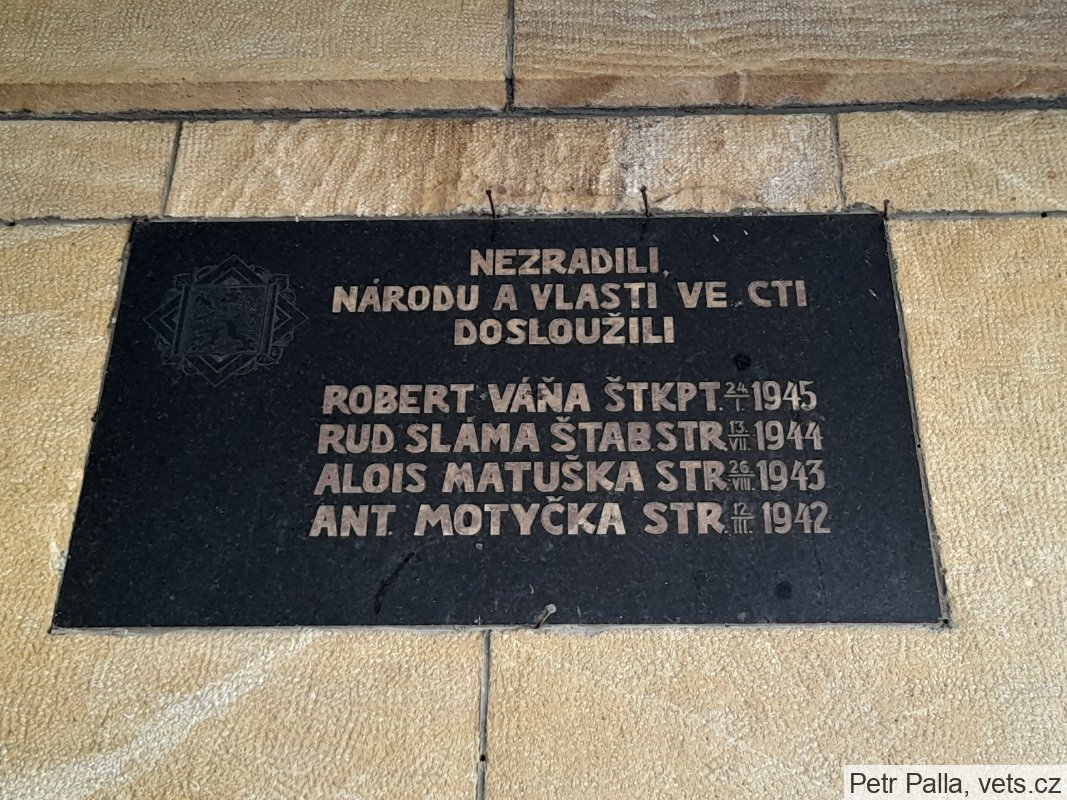 NEZRADILI,
NÁRODU A VLASTI VE CTI
DOSLOUŽILI
ROBERT VÁŇA ŠTKPT. 24./I. 1945
RUD. SLÁMA ŠTABSTR. 13./VII. 1944
ALOIS MATUŠKA STR. 26./VIII. 1943
ANT. MOTYČKA STR. 12./III. 1942
Petr Palla, vets.cz